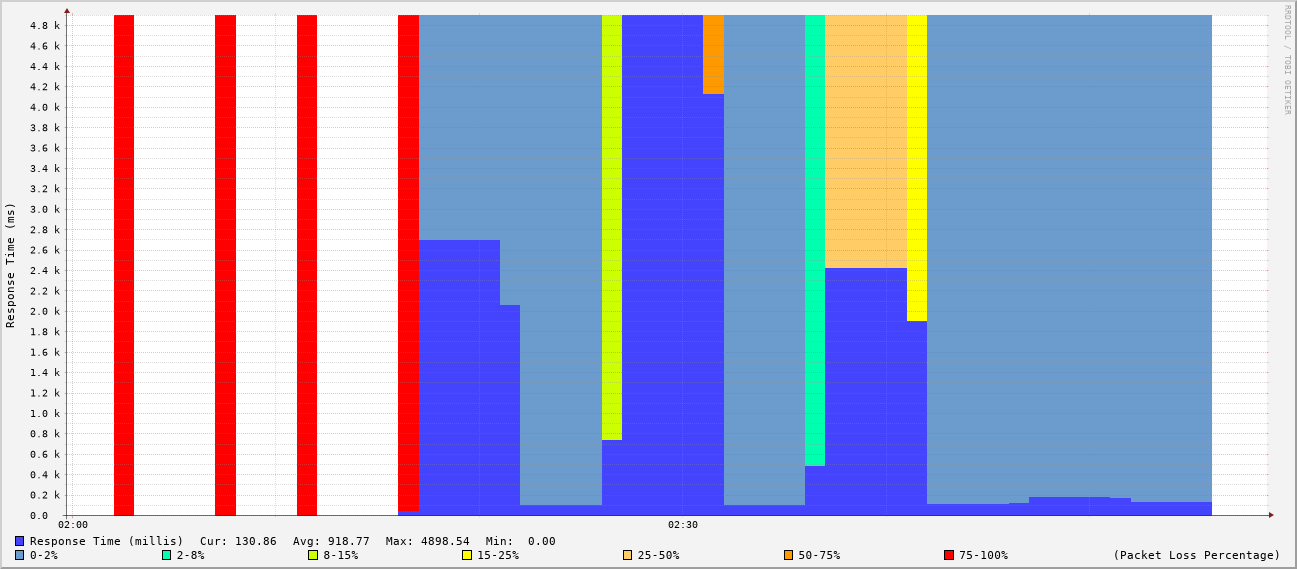 RRDTOOL / TOBI OETIKER
Response Time (ms)
4.8 k
4.6 k
4.4 k
4.2 k
4.0 k
3.8 k
3.6 k
3.4 k
3.2 k
3.0 k
2.8 k
2.6 k
2.4 k
2.2 k
2.0 k
1.8 k
1.6 k
1.4 k
1.2 k
1.0 k
0.8 k
0.6 k
0.4 k
0.2 k
0.0
02:00 02:30
Response Time (millis) Cur: 130.86 Avg: 918.77 Max: 4898.54 Min: 0.00
0-2% 2-8% 8-15% 15-25% 25-50% 50-75% 75-100% (Packet Loss Percentage)